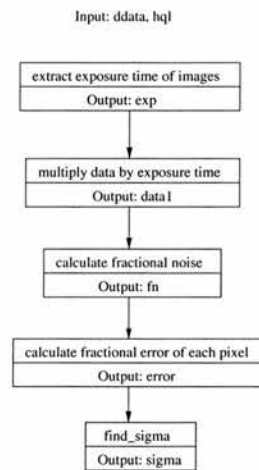 Input: ddata, hql
extract exposure time of images
Output: exp
multiply data by exposure time
Output: data1
calculate fractional noise
Output: fn
calculate fractional error of each pixel
Output: error
find_sigma
Output: sigma